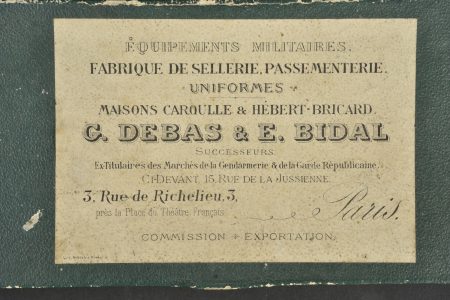 ÉQUIPEMENTS MILITAIRES,
FABRIQUE DE SELLERIE, PASSEMENTERIE,
UNIFORMES
MAISONS CAROULLE & HÉBERT-BRICARD
C. DEBAS & E. BIDAL
SUCCESSEURS
Ex-Titulaires des Marchés de la Gendarmerie & de la Garde Républicaine.
CI-DEVANT, 15, RUE DE LA JUSSIENNE.
3, Rue de Richelieu, 3,
près la Place du Théâtre Français
Paris.
COMMISSION + EXPORTATION.